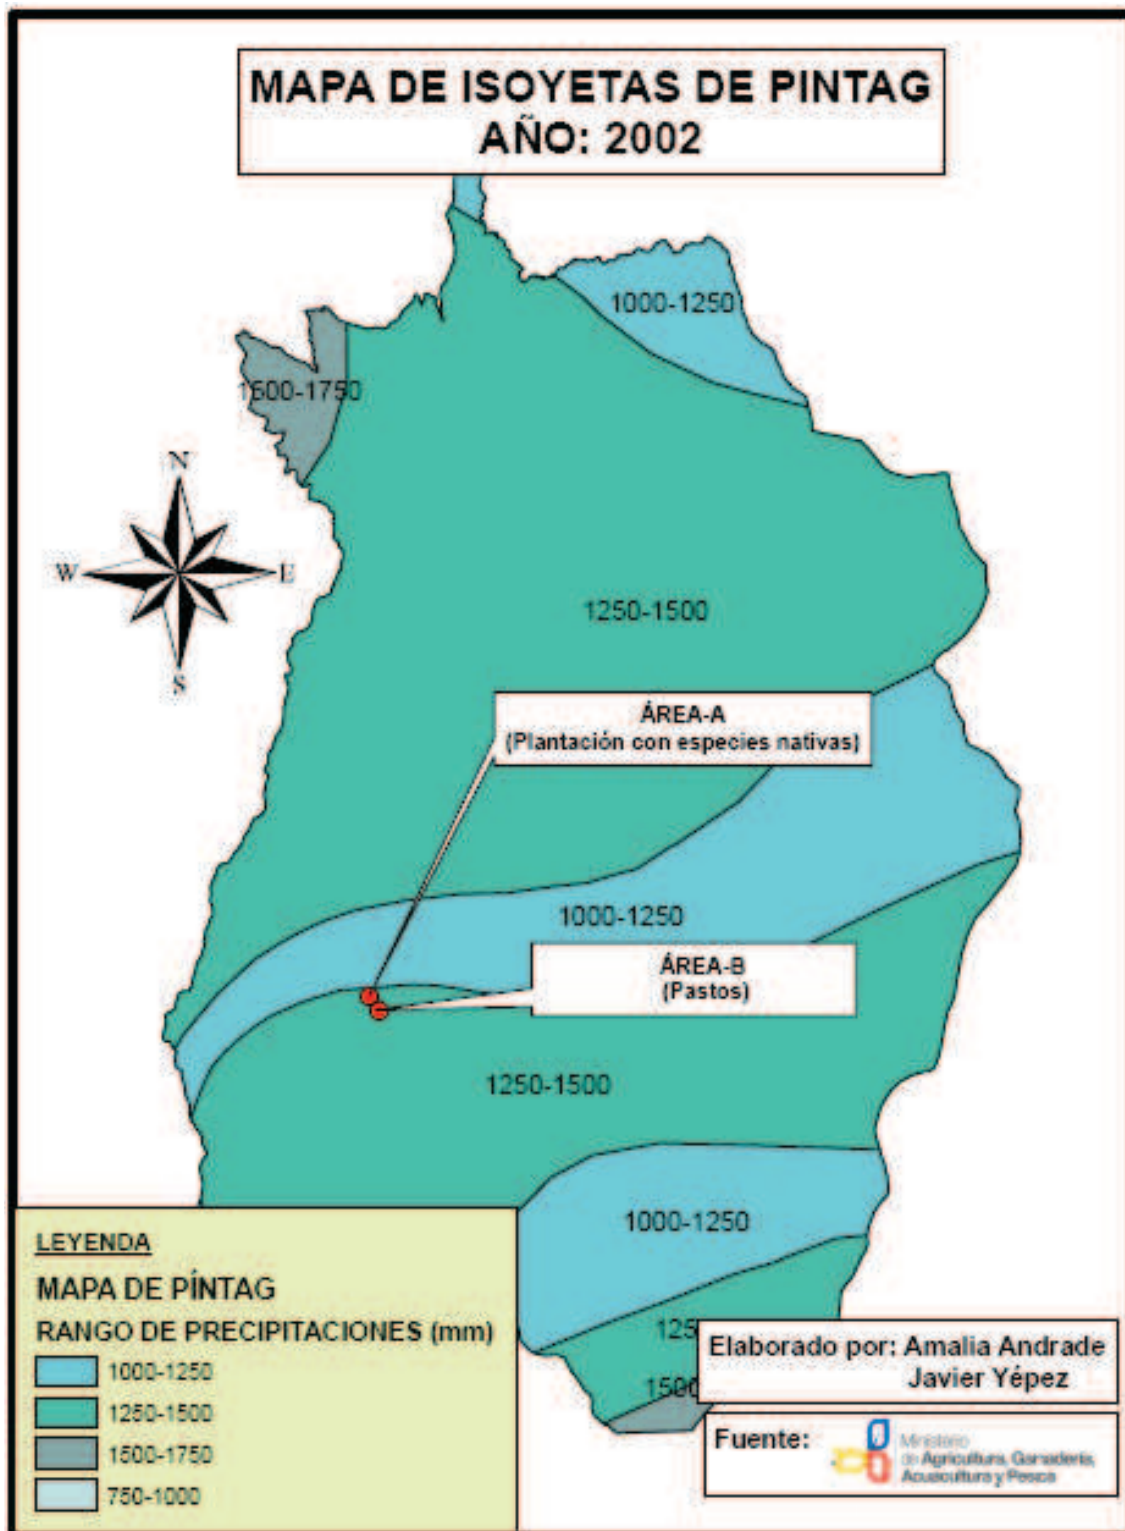 MAPA DE ISOYETAS DE PINTAG
AÑO: 2002
1000-1250
1500-1750
N
W
E
S
1250-1500
ÁREA-A
(Plantación con especies nativas)
1000-1250
ÁREA-B
(Pastos)
1250-1500
1000-1250
LEYENDA
MAPA DE PÍNTAG
RANGO DE PRECIPITACIONES (mm)
1000-1250
1250-1500
1500-1750
750-1000
125
1500
Elaborado por: Amalia Andrade
Javier Yépez
Fuente:
Ministerio
de Agricultura, Ganadería,
Acuacultura y Pesca